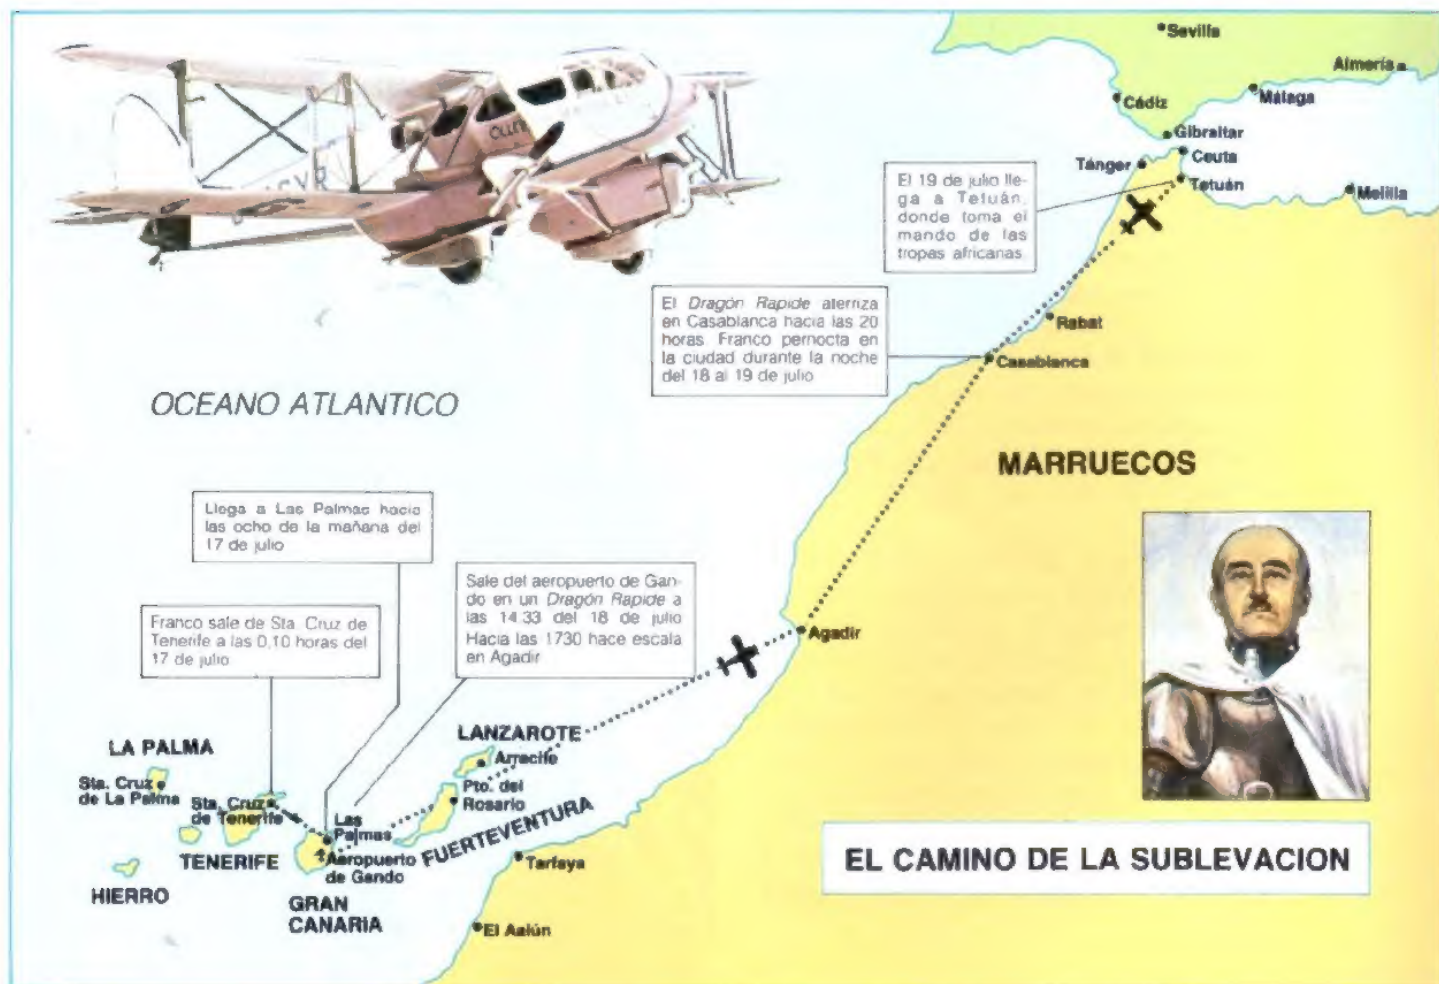 Sevilla
Almería
Cádiz
Málaga
Gibraltar
Ceuta
Tánger
Tetuán
Melilla
El 19 de julio lle-
ga a Tetuán,
donde toma el
mando de las
tropas africanas.
El Dragón Rapide aterriza
en Casablanca hacia las 20
horas. Franco pernocta en
la ciudad durante la noche
del 18 al 19 de julio
Rabat
Casablanca
OCEANO ATLANTICO
MARRUECOS
Llega a Las Palmas hacia
las ocho de la mañana del
17 de julio
Sale del aeropuerto de Gan-
do en un Dragón Rapide a
las 14.33 del 18 de julio
Hacia las 1730 hace escala
en Agadir
Franco sale de Sta. Cruz de
Tenerife a las 0,10 horas del
17 de julio
Agadir
LA PALMA
Sta. Cruz
de La Palma
Sta. Cruz
de Tenerife
TENERIFE
HIERRO
LANZAROTE
Arrecife
Pto. del
Rosario
FUERTEVENTURA
Las
Palmas
Aeropuerto
de Gando
GRAN
CANARIA
Tarfaya
El Aalún
EL CAMINO DE LA SUBLEVACION